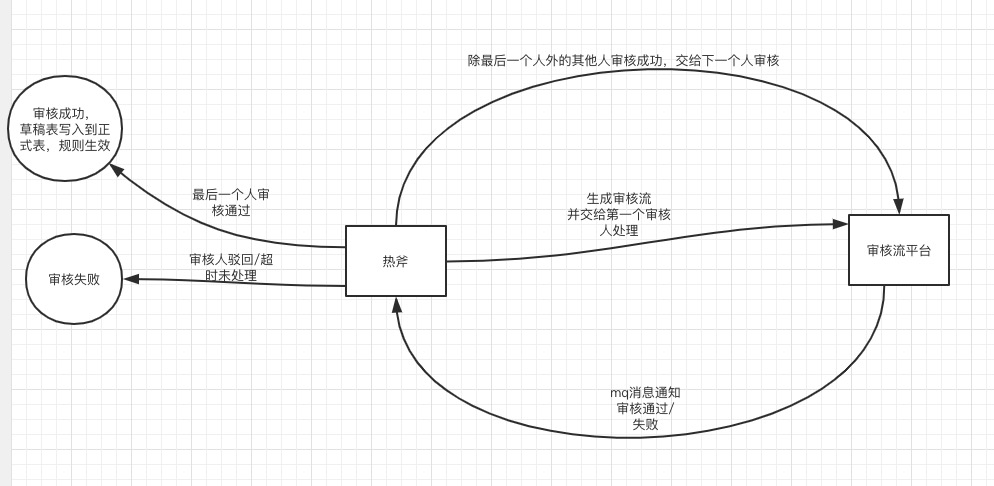 除最后一个人外的其他人审核成功，交给下一个人审核
审核成功，
草稿表写入到正
式表，规则生效
最后一个人审
核通过
生成审核流
并交给第一个审核
人处理
热斧
审核流平台
审核人驳回/超
时未处理
审核失败
mq消息通知
审核通过/
失败